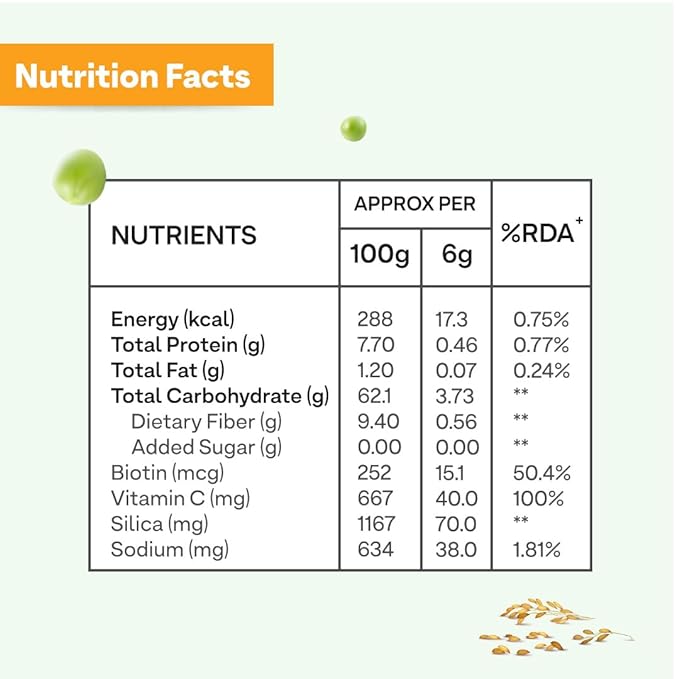 Nutrition Facts
NUTRIENTS APPROX PER %RDA+
100g 6g
Energy (kcal) 288 17.3 0.75%
Total Protein (g) 7.70 0.46 0.77%
Total Fat (g) 1.20 0.07 0.24%
Total Carbohydrate (g) 62.1 3.73 **
Dietary Fiber (g) 9.40 0.56 **
Added Sugar (g) 0.00 0.00 **
Biotin (mcg) 252 15.1 50.4%
Vitamin C (mg) 667 40.0 100%
Silica (mg) 1167 70.0 **
Sodium (mg) 634 38.0 1.81%